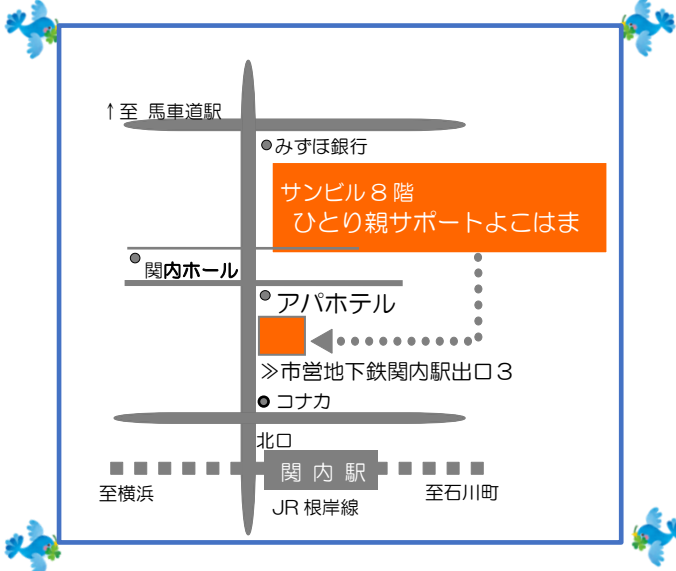 ↑至 馬車道駅
みずほ銀行
サンビル8階
ひとり親サポートよこはま
関内ホール
アパホテル
≫市営地下鉄関内駅出口3
コナカ
北口
関内駅
至横浜
至石川町
JR根岸線